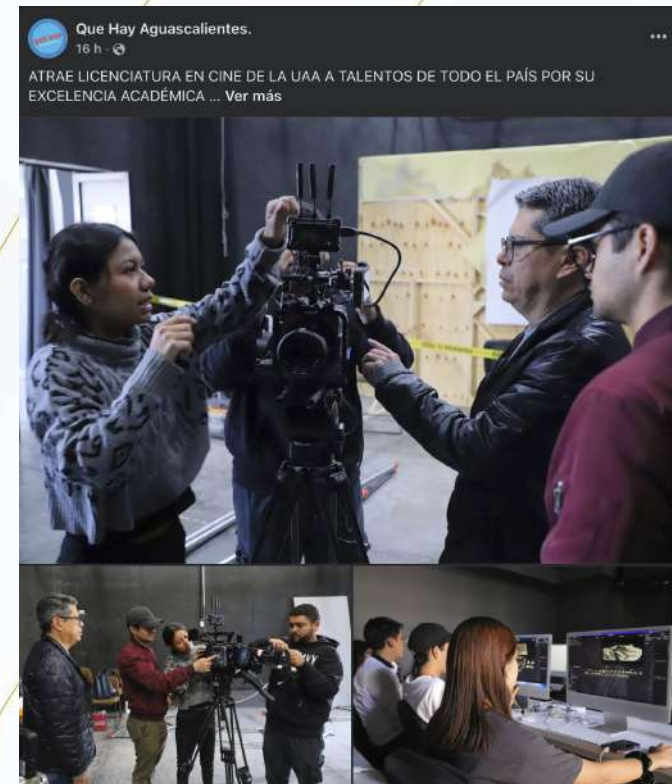 Que Hay Aguascalientes.
16 h
ATRAE LICENCIATURA EN CINE DE LA UAA A TALENTOS DE TODO EL PAÍS POR SU
EXCELENCIA ACADÉMICA ... Ver más